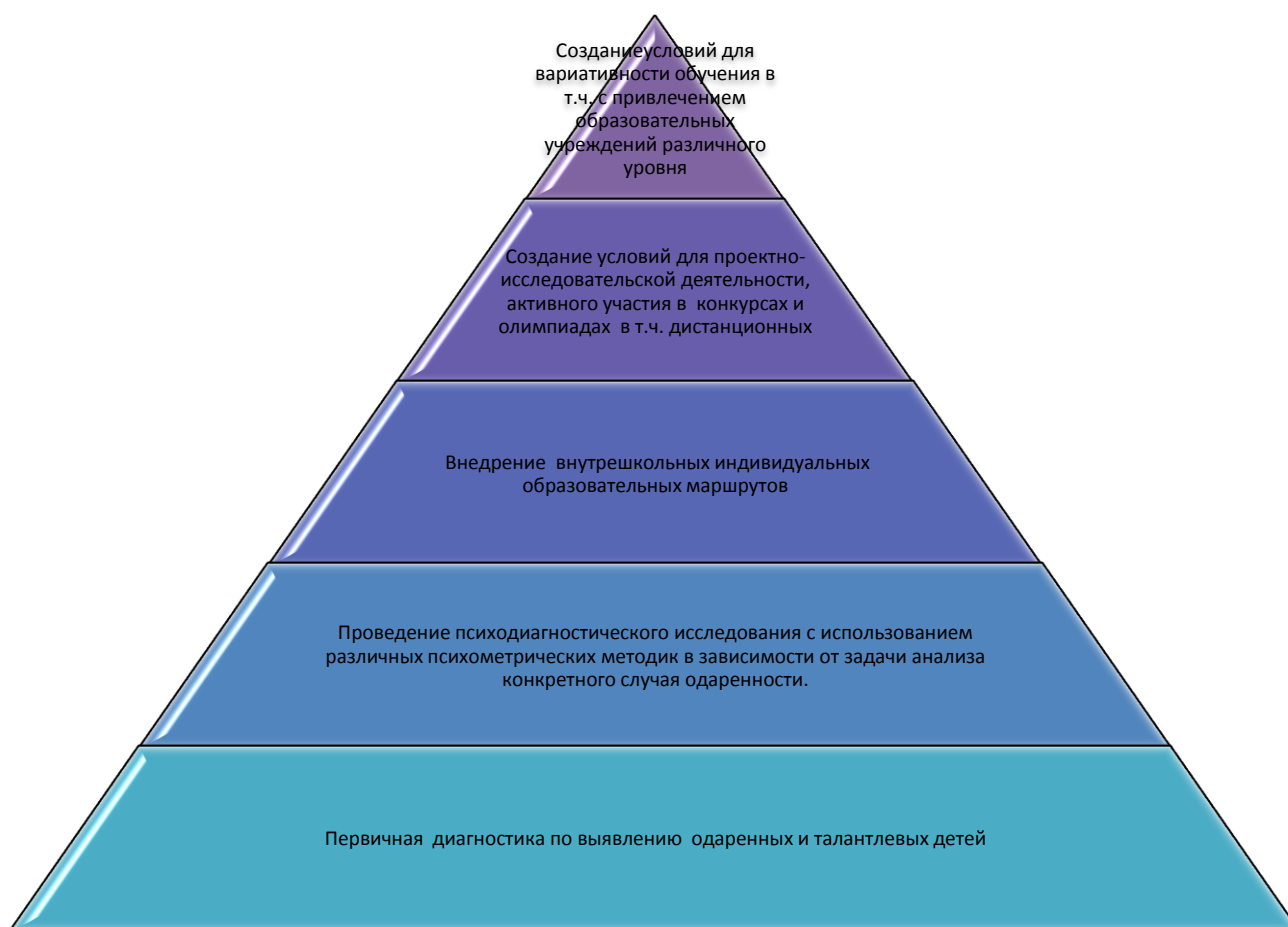 Созданиеусловий для
вариативности обучения в
т.ч. с привлечением
образовательных
учреждений различного
уровня
Создание условий для проектно-
исследовательской деятельности,
активного участия в конкурсах и
олимпиадах в т.ч. дистанционных
Внедрение внутрешкольных индивидуальных
образовательных маршрутов
Проведение психодиагностического исследования с использованием
различных психометрических методик в зависимости от задачи анализа
конкретного случая одаренности.
Первичная диагностика по выявлению одаренных и талантлевых детей